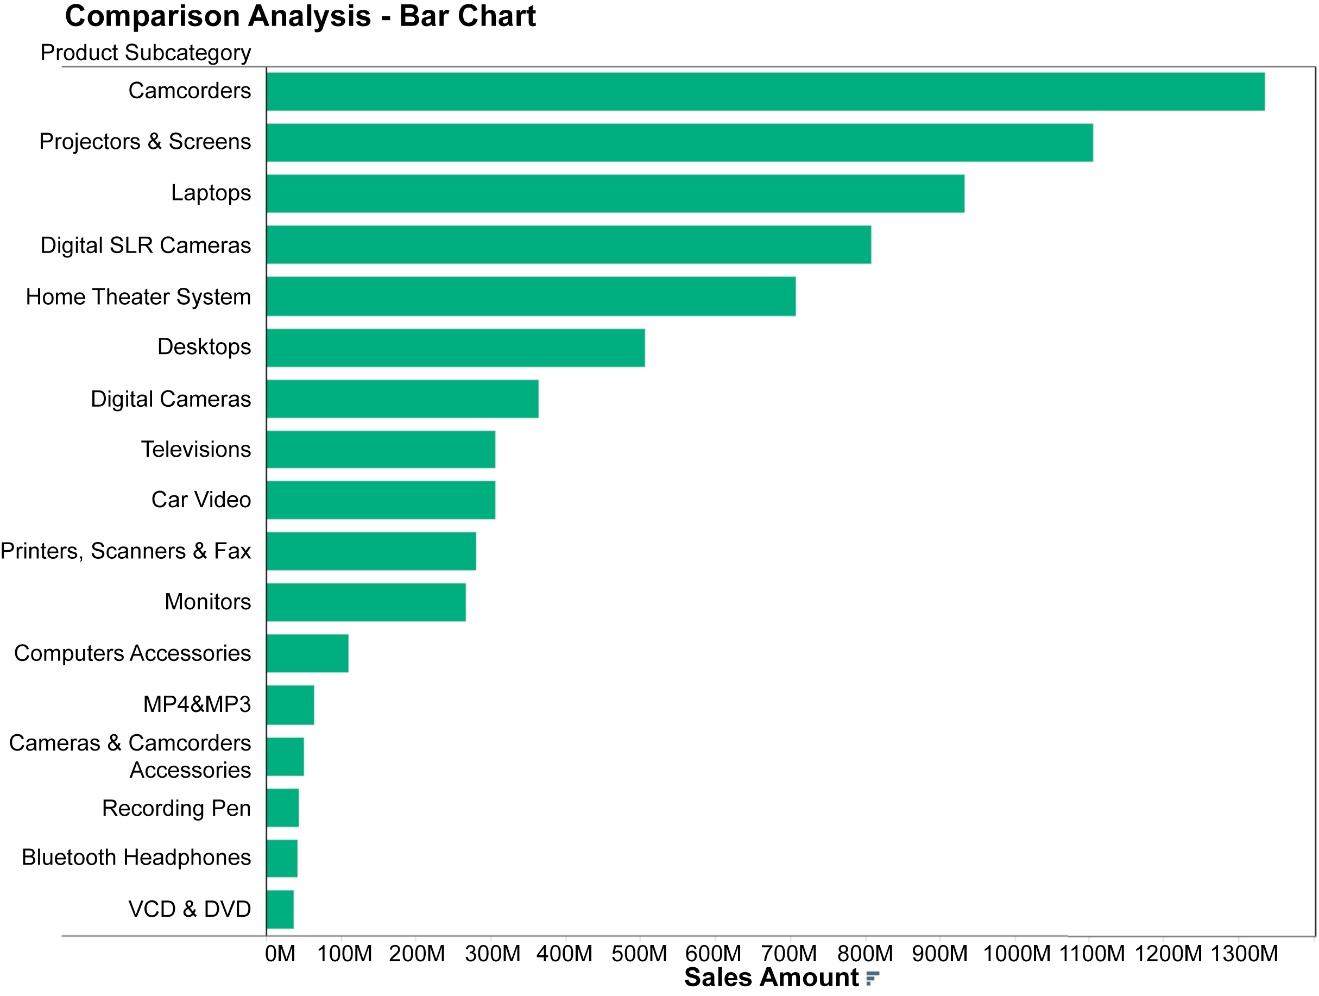 Comparison Analysis - Bar Chart
Product Subcategory
Camcorders
Projectors & Screens
Laptops
Digital SLR Cameras
Home Theater System
Desktops
Digital Cameras
Televisions
Car Video
Printers, Scanners & Fax
Monitors
Computers Accessories
MP4&MP3
Cameras & Camcorders
Accessories
Recording Pen
Bluetooth Headphones
VCD & DVD
0M 100M 200M 300M 400M 500M 600M 700M 800M 900M 1000M 1100M 1200M 1300M
Sales Amount